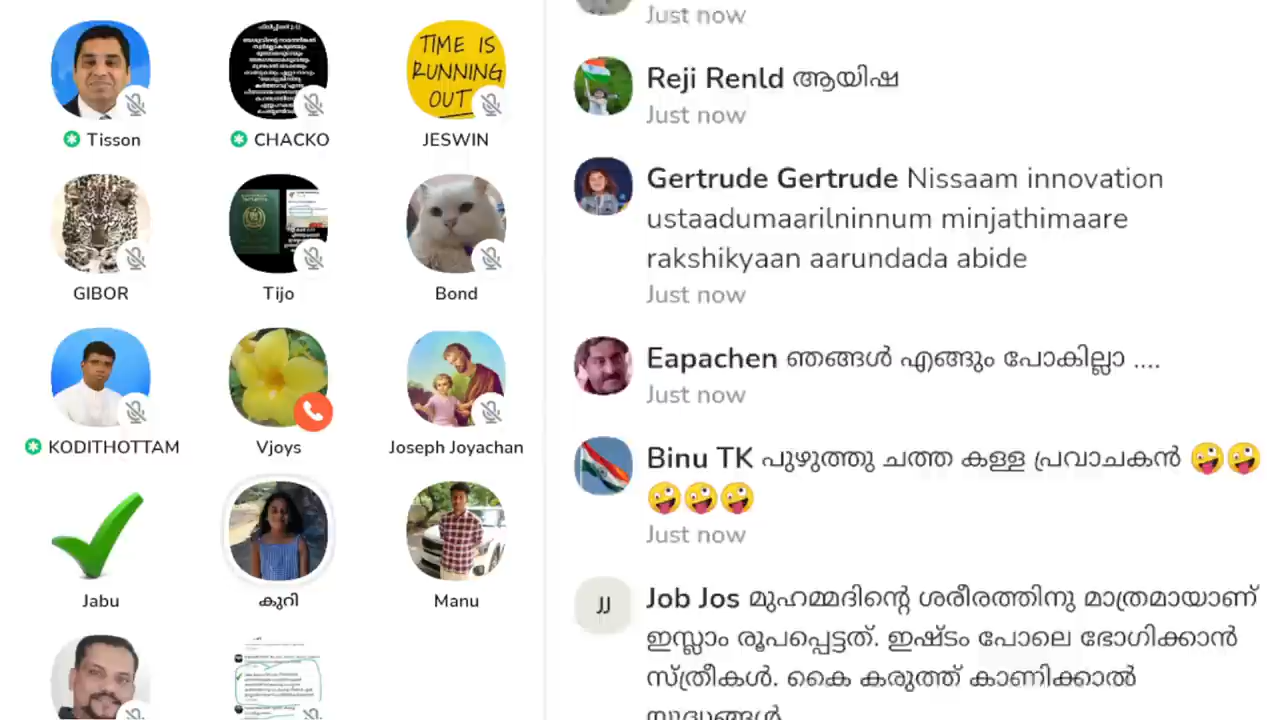 TIME IS
RUNNING
OUT
Tisson
CHACKO
JESWIN
GIBOR
Tijo
Bond
KODITHOTTAM
Vjoys
Joseph Joyachan
Jabu
കുറി
Manu
Just now
Reji Renld ആയിഷ
Just now
Gertrude Gertrude Nissaam innovation
ustaadumaarilninnum minjathimaare
rakshikyaan aarundada abide
Just now
Eapachen ഞങ്ങൾ എങ്ങും പോകില്ലാ ....
Just now
Binu TK പുഴുത്തു ചത്ത കള്ള പ്രവാചകൻ 🤪🤪
🤪🤪🤪
Just now
JJ
Job Jos മുഹമ്മദിന്റെ ശരീരത്തിനു മാത്രമായാണ്
ഇസ്ലാം രൂപപ്പെട്ടത്. ഇഷ്ടം പോലെ ഭോഗിക്കാൻ
സ്ത്രീകൾ. കൈ കരുത്ത് കാണിക്കാൽ
യുദ്ധങ്ങൾ